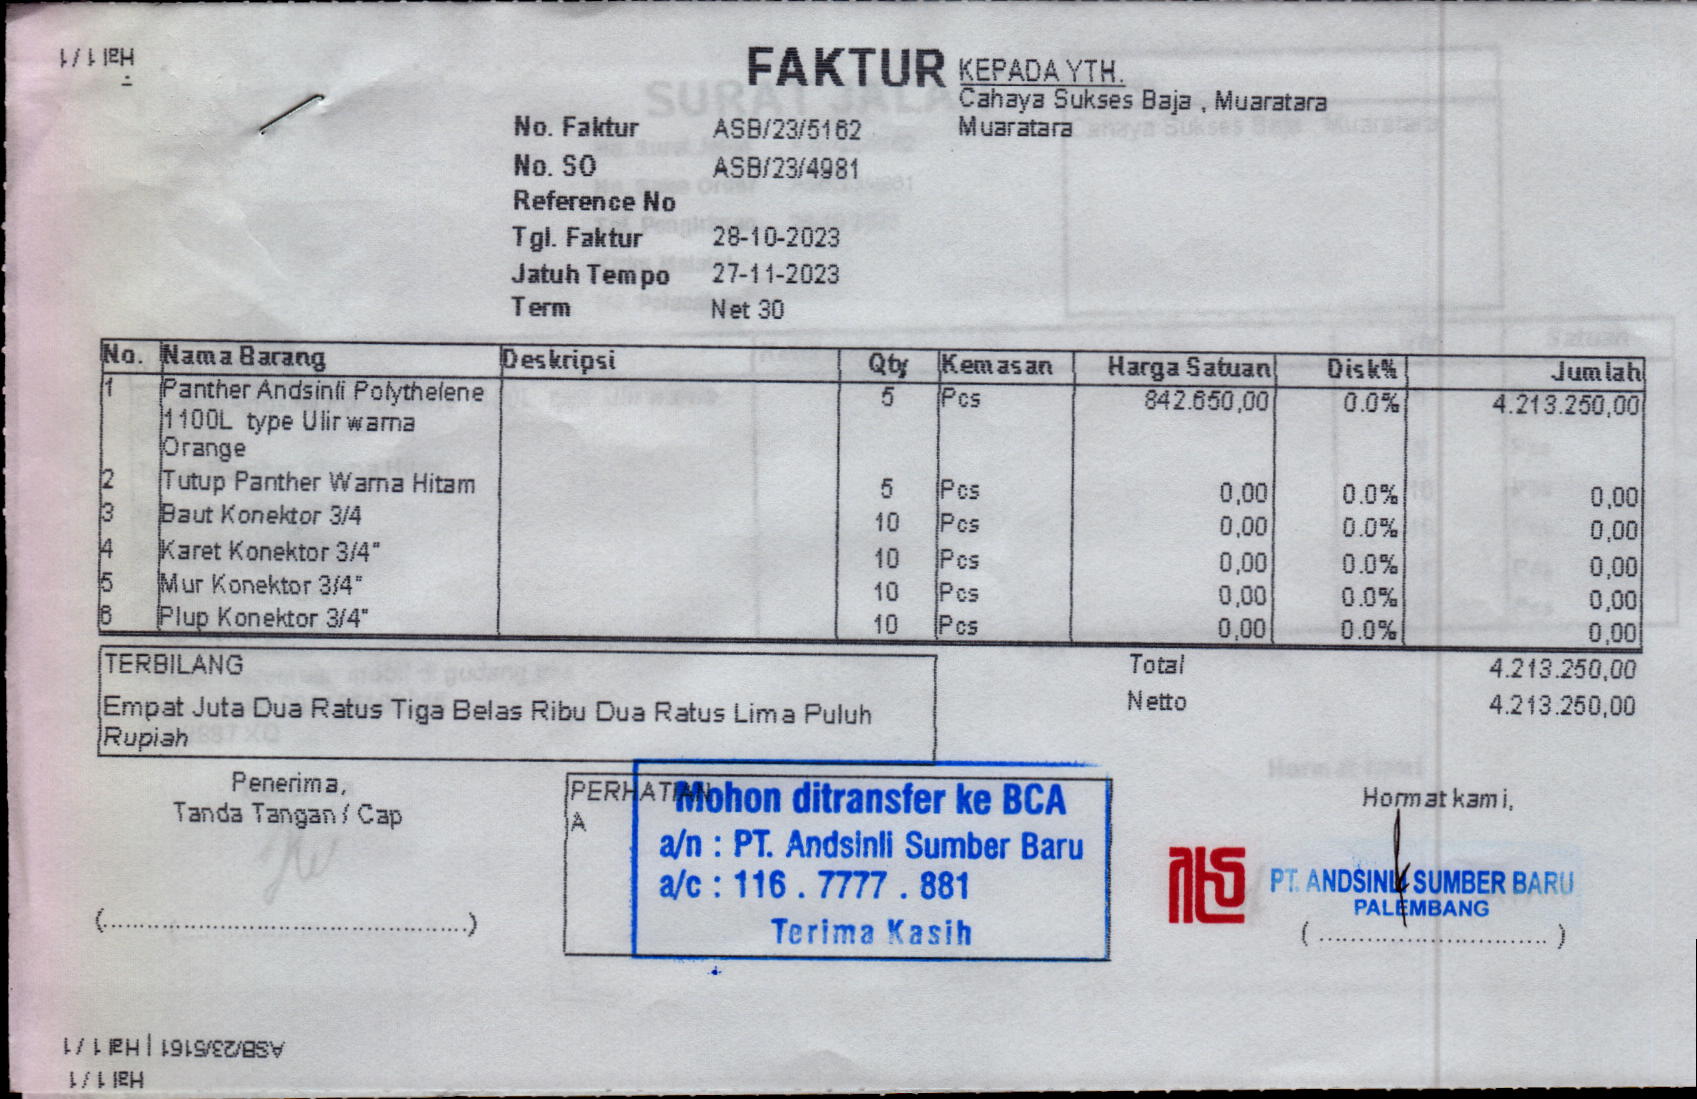 Hal 1 / 1
FAKTUR
KEPADA YTH.
Cahaya Sukses Baja , Muaratara
Muaratara
No. Faktur ASB/23/5162
No. SO ASB/23/4981
Reference No
Tgl. Faktur 28-10-2023
Jatuh Tempo 27-11-2023
Term Net 30
No. Nama Barang Deskripsi Qty Kemasan Harga Satuan Disk% Jumlah
1 Panther Andsinli Polythelene 5 Pcs 842.650,00 0.0% 4.213.250,00
1100L type Ulir warna
Orange
2 Tutup Panther Warna Hitam 5 Pcs 0,00 0.0% 0,00
3 Baut Konektor 3/4 10 Pcs 0,00 0.0% 0,00
4 Karet Konektor 3/4" 10 Pcs 0,00 0.0% 0,00
5 Mur Konektor 3/4" 10 Pcs 0,00 0.0% 0,00
6 Plup Konektor 3/4" 10 Pcs 0,00 0.0% 0,00
TERBILANG
Empat Juta Dua Ratus Tiga Belas Ribu Dua Ratus Lima Puluh
Rupiah
Total 4.213.250,00
Netto 4.213.250,00
Penerima,
Tanda Tangan / Cap
(...........................................)
PERHATIAN
A
Mohon ditransfer ke BCA
a/n : PT. Andsinli Sumber Baru
a/c : 116 . 7777 . 881
Terima Kasih
Hormat kami,
PT. ANDSINLI SUMBER BARU
PALEMBANG
( ............................ )
ASB/23/5161 | Hal 1 / 1
Hal 1 / 1